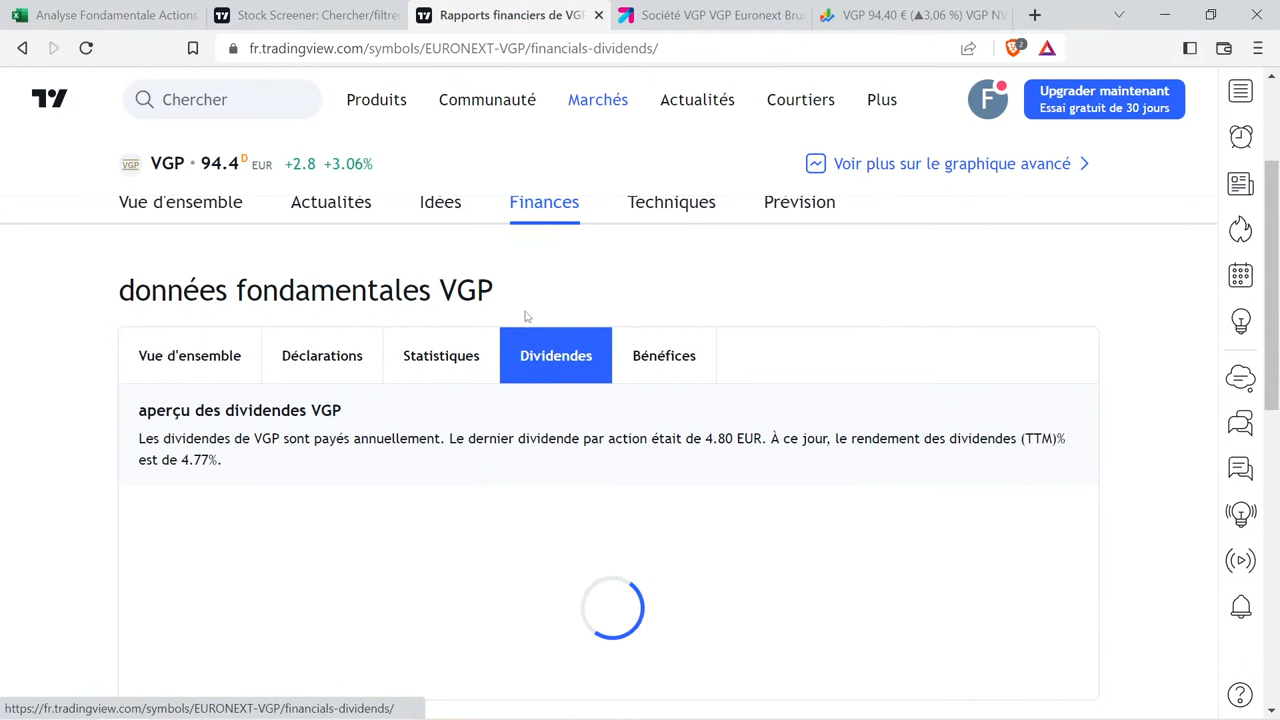 Analyse Fondamentale Actions
Stock Screener: Chercher/filtrer
Rapports financiers de VGP
Société VGP VGP Euronext Bru
VGP 94,40 € (▲3,06 %) VGP NV
fr.tradingview.com/symbols/EURONEXT-VGP/financials-dividends/
2
Chercher
Produits
Communauté
Marchés
Actualités
Courtiers
Plus
F
Upgrader maintenant
Essai gratuit de 30 jours
VGP VGP • 94.4 D EUR +2.8 +3.06%
Voir plus sur le graphique avancé
Vue d'ensemble
Actualités
Idées
Finances
Techniques
Prévision
données fondamentales VGP
Vue d'ensemble
Déclarations
Statistiques
Dividendes
Bénéfices
aperçu des dividendes VGP
Les dividendes de VGP sont payés annuellement. Le dernier dividende par action était de 4.80 EUR. À ce jour, le rendement des dividendes (TTM)%
est de 4.77%.
https://fr.tradingview.com/symbols/EURONEXT-VGP/financials-dividends/